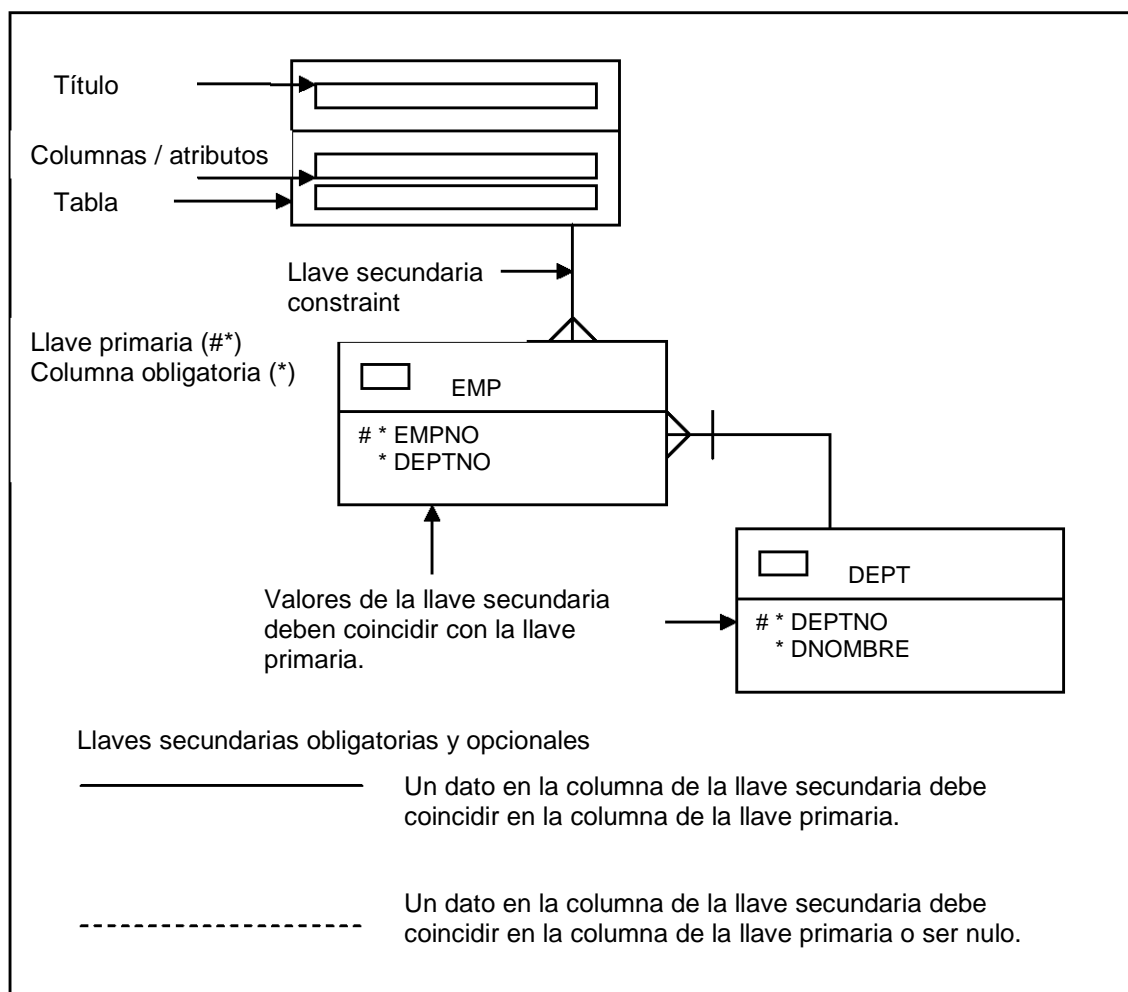 Título
Columnas / atributos
Tabla
Llave secundaria
constraint
Llave primaria (#*)
Columna obligatoria (*)
EMP
# * EMPNO
* DEPTNO
DEPT
# * DEPTNO
* DNOMBRE
Valores de la llave secundaria
deben coincidir con la llave
primaria.
Llaves secundarias obligatorias y opcionales
Un dato en la columna de la llave secundaria debe
coincidir en la columna de la llave primaria.
Un dato en la columna de la llave secundaria debe
coincidir en la columna de la llave primaria o ser nulo.